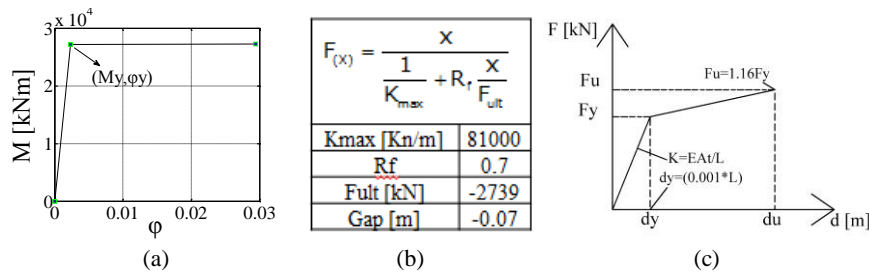 x 10⁴
3
2
1
0
0
0.01
0.02
0.03
M [kNm]
φ
(My,φy)
(a)
F(X) = x / (1/Kmax + Rf x/Fult)
Kmax [Kn/m] 81000
Rf 0.7
Fult [kN] -2739
Gap [m] -0.07
(b)
F [kN]
Fu
Fu=1.16Fy
Fy
K=EAt/L
dy=(0.001*L)
dy
du
d [m]
(c)